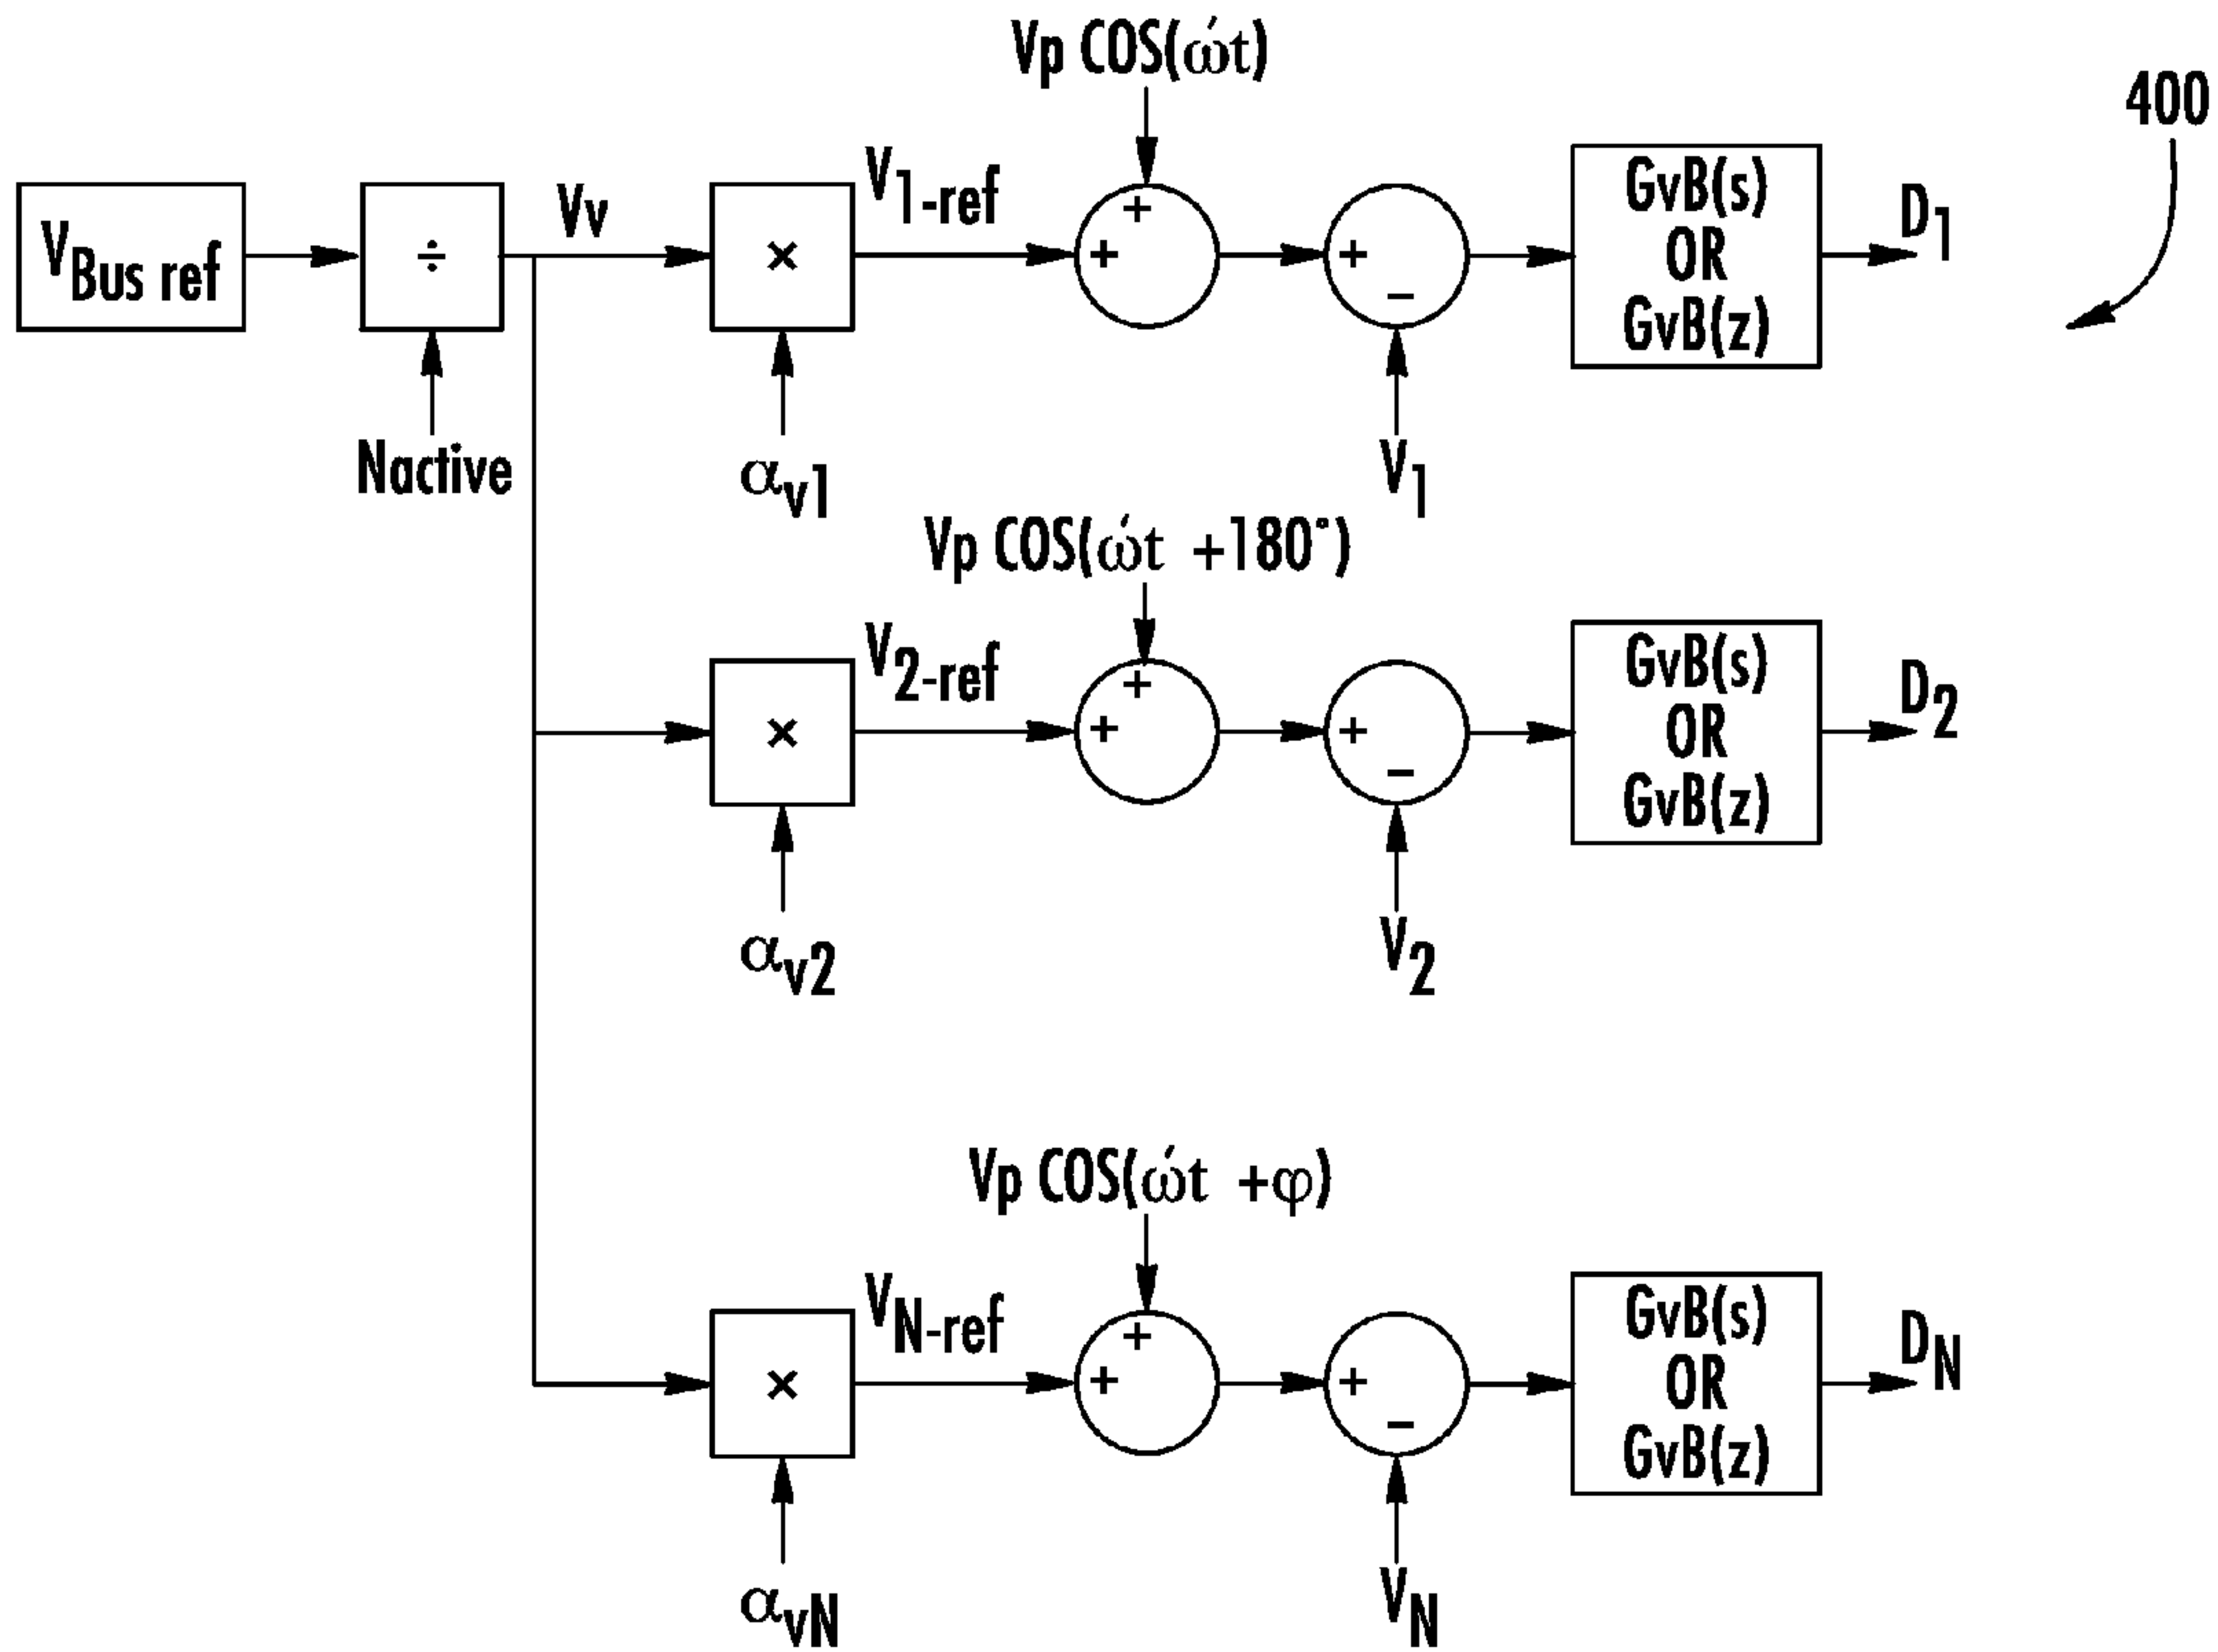 Vp COS(ώt)
400
VBus ref
÷
Vv
×
V1-ref
+
+
+
-
GvB(s)
OR
GvB(z)
D1
Nactive
αv1
V1
Vp COS(ώt +180°)
×
V2-ref
+
+
+
-
GvB(s)
OR
GvB(z)
D2
αv2
V2
Vp COS(ώt +φ)
×
VN-ref
+
+
+
-
GvB(s)
OR
GvB(z)
DN
αvN
VN